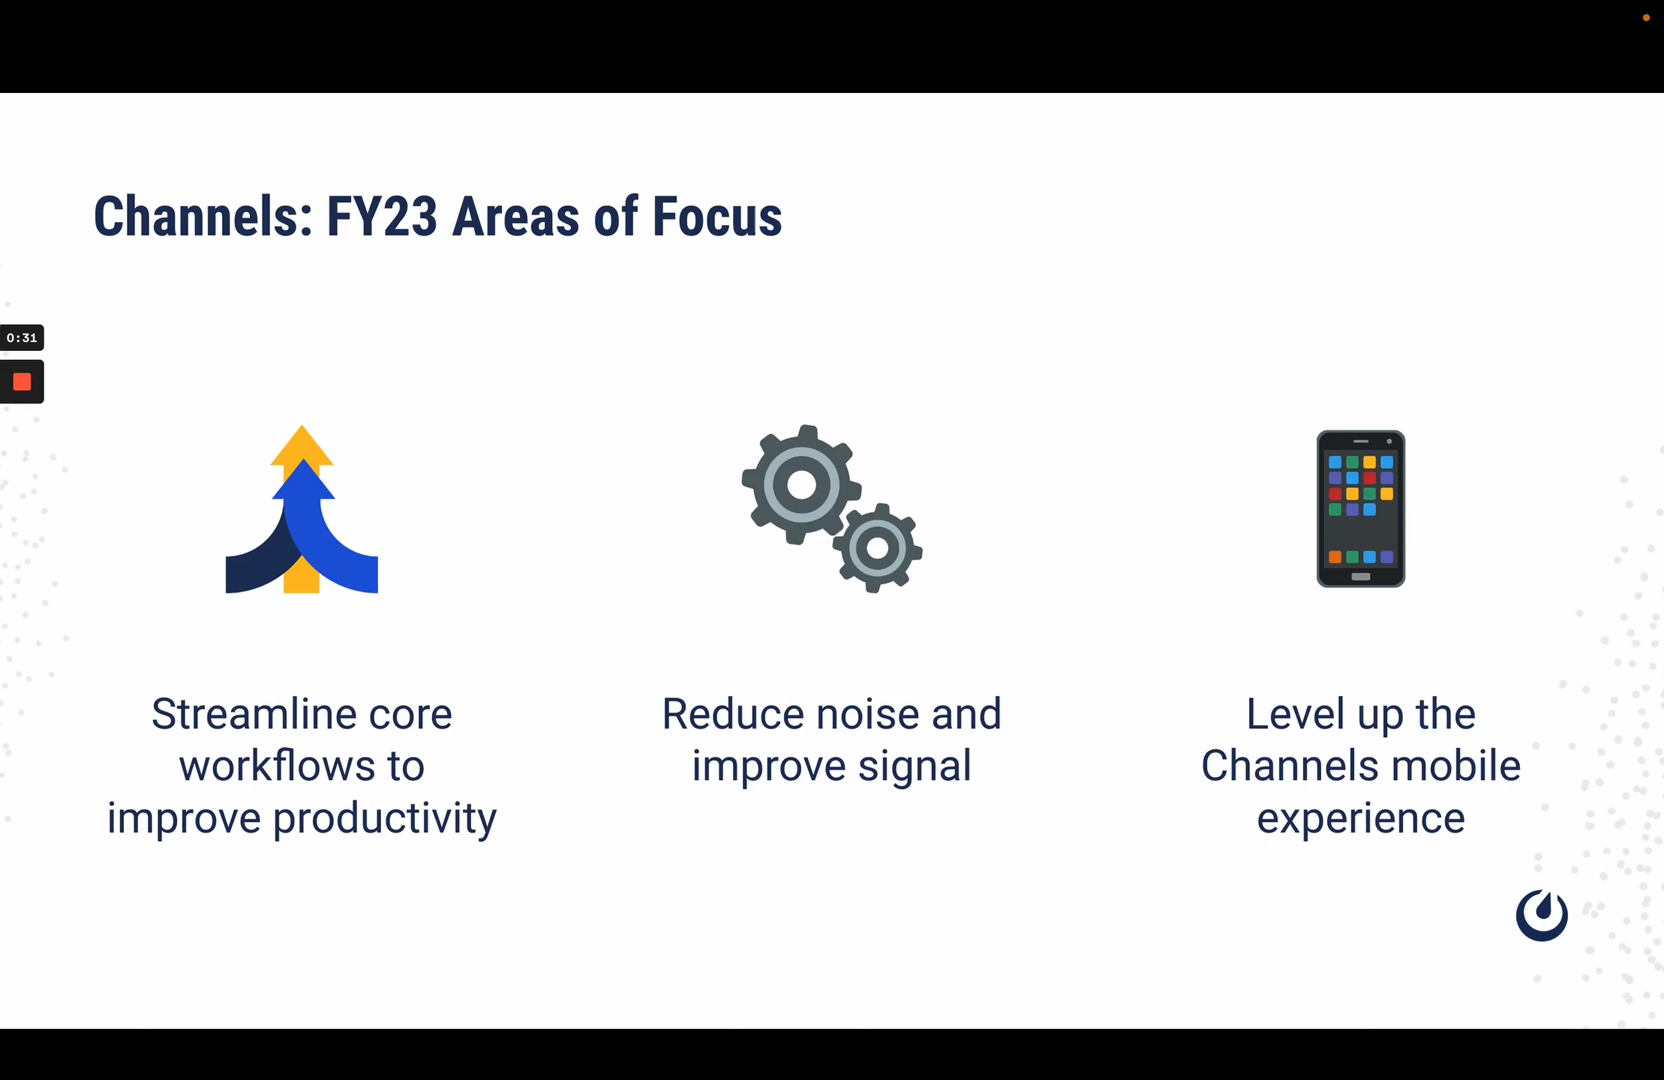 Channels: FY23 Areas of Focus
0:31
Streamline core
workflows to
improve productivity
Reduce noise and
improve signal
Level up the
Channels mobile
experience